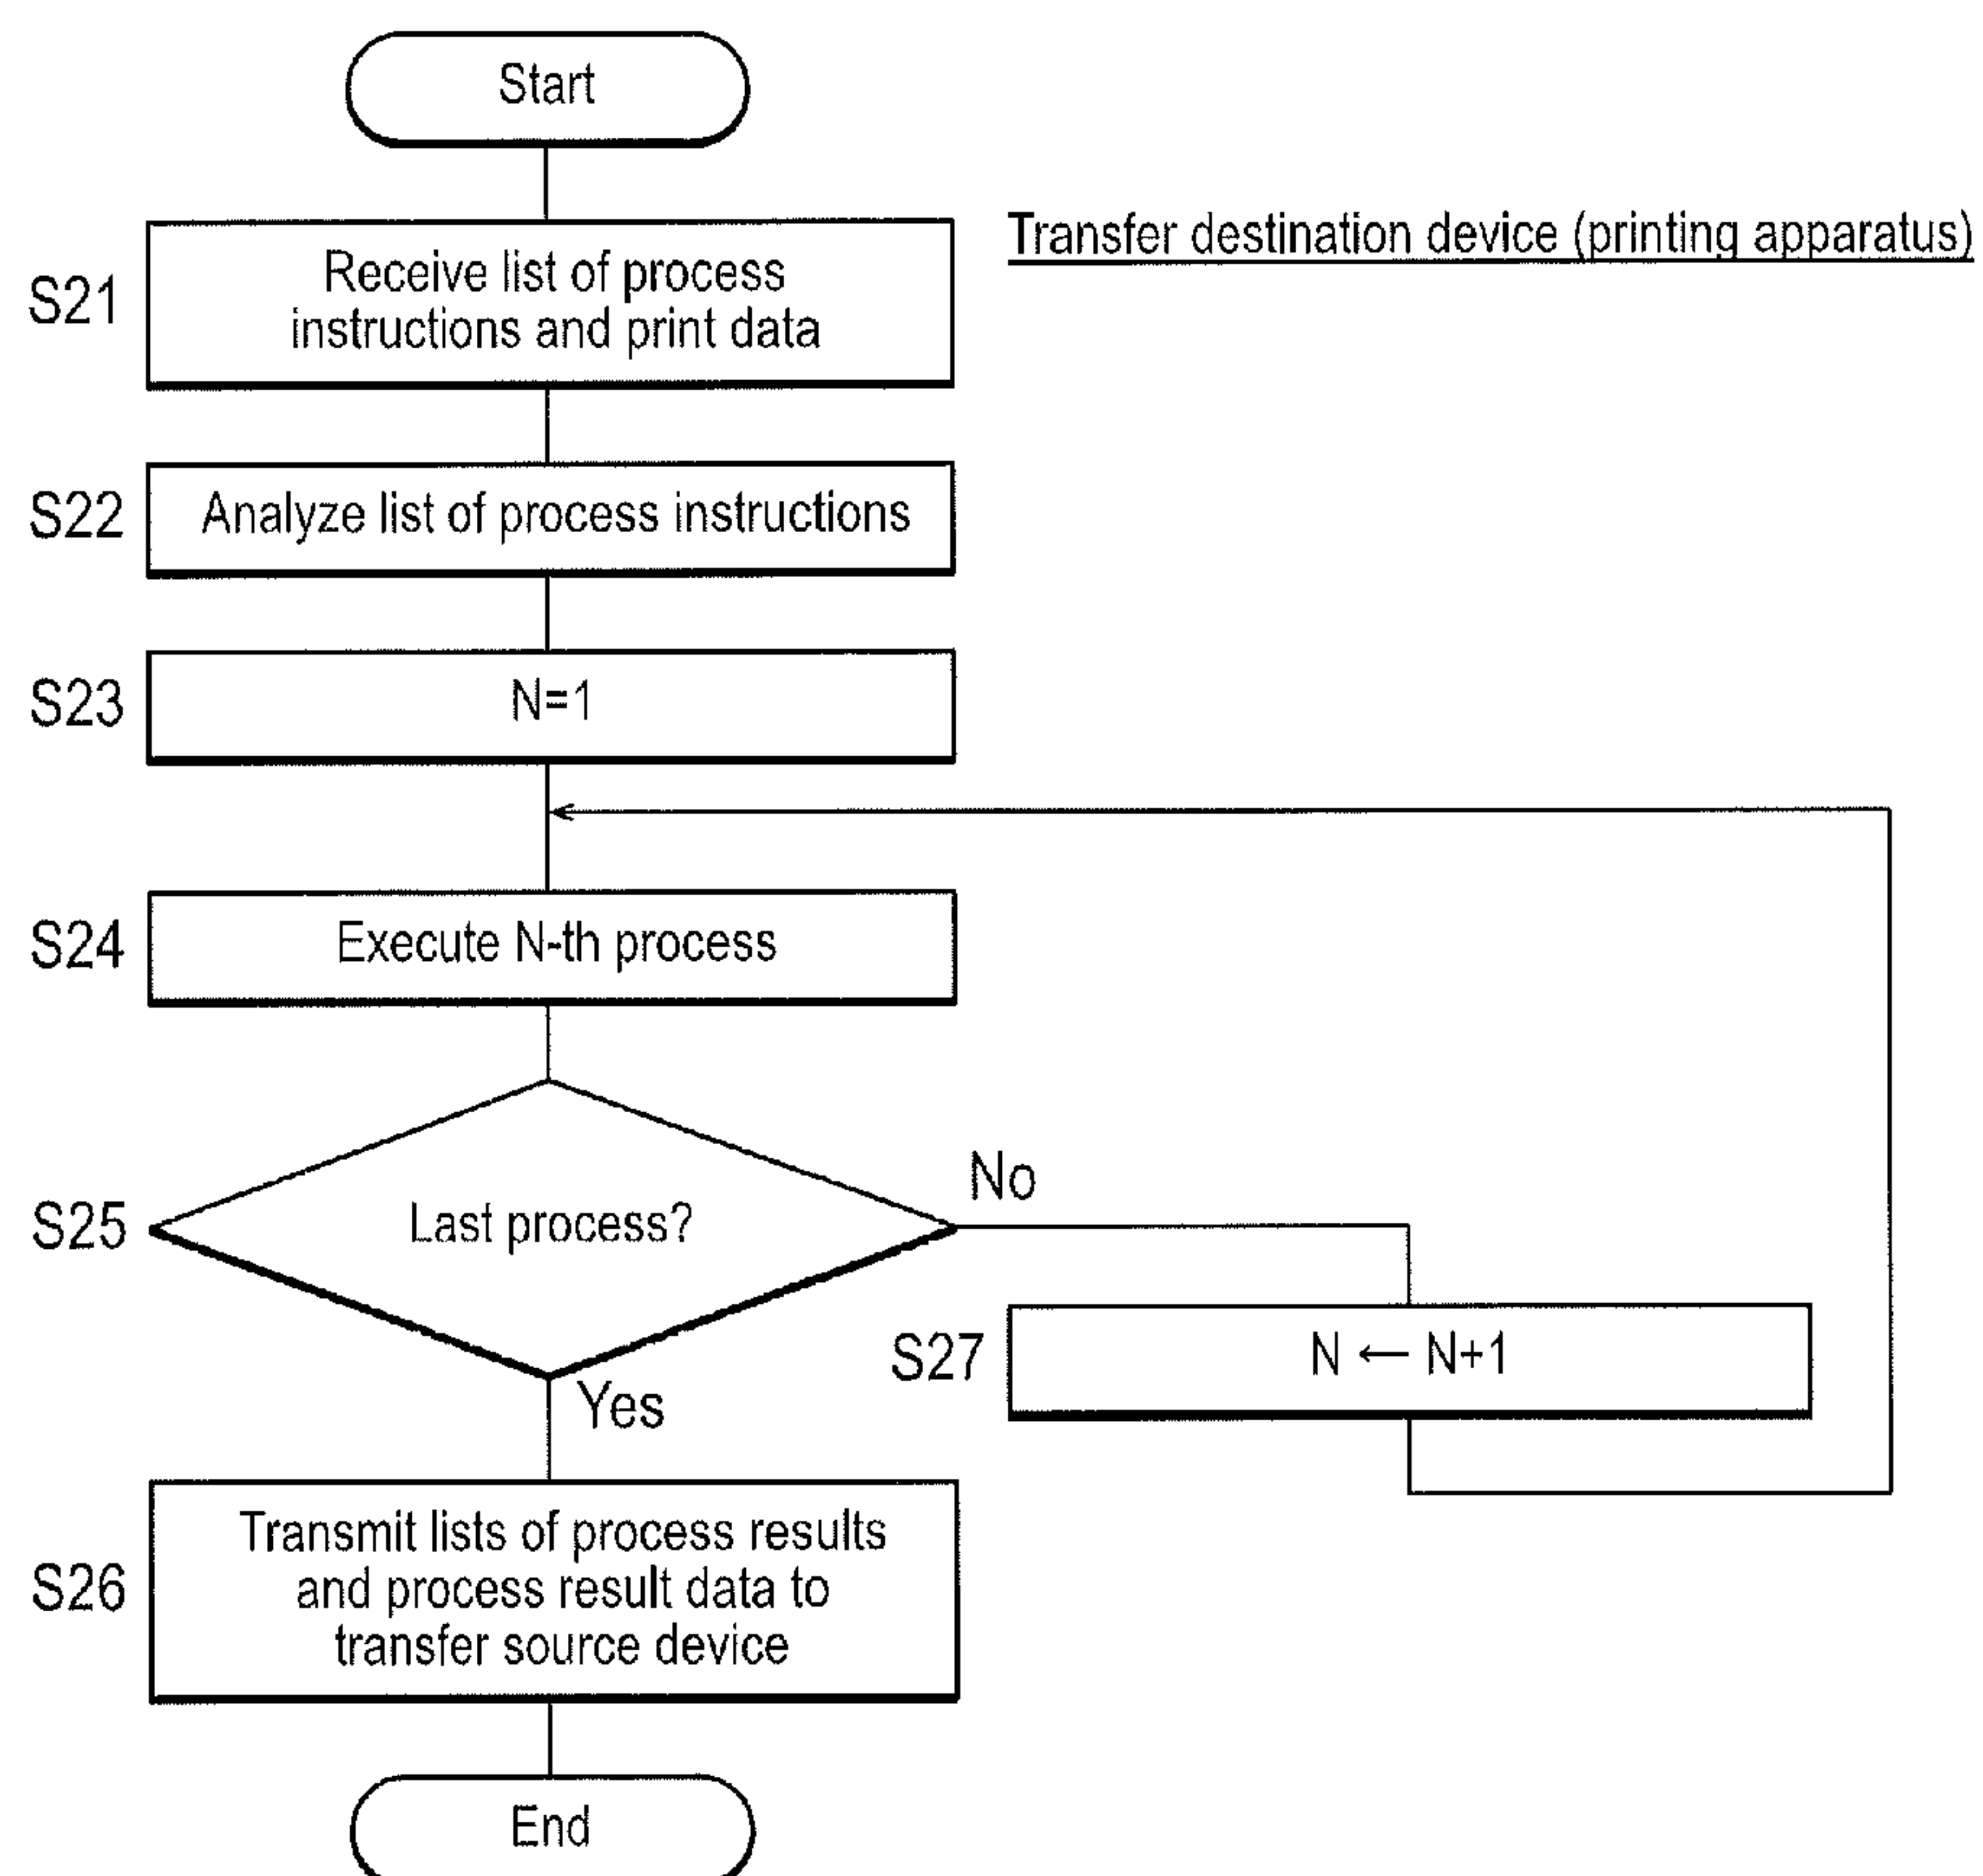 Start
Transfer destination device (printing apparatus)
S21
Receive list of process
instructions and print data
S22
Analyze list of process instructions
S23
N=1
S24
Execute N-th process
S25
Last process?
No
Yes
S27
N ← N+1
S26
Transmit lists of process results
and process result data to
transfer source device
End